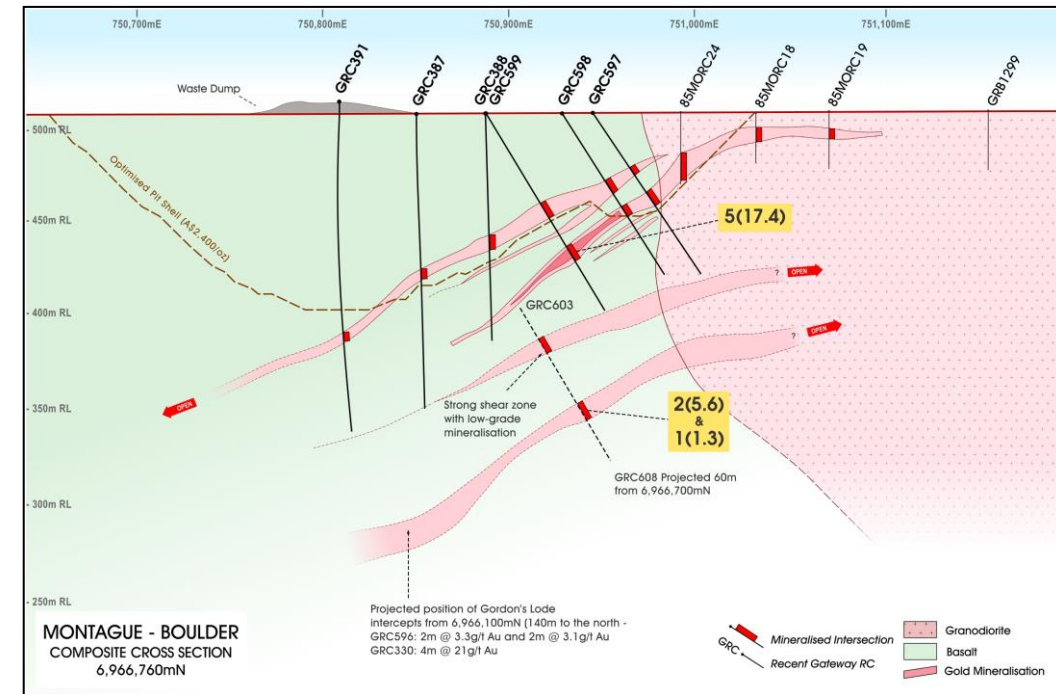 750,700mE
750,800mE
750,900mE
751,000mE
751,100mE
GRC391
GRC387
GRC388
GRC599
GRC598
GRC597
85MORC24
85MORC18
85MORC19
GRB1299
Waste Dump
- 500m RL
Optimised Pit Shell (A$2,400/oz)
- 450m RL
5(17.4)
? OPEN
GRC603
- 400m RL
? OPEN
OPEN
- 350m RL
Strong shear zone
with low-grade
mineralisation
2(5.6)
&
1(1.3)
GRC608 Projected 60m
from 6,966,700mN
- 300m RL
- 250m RL
Projected position of Gordon's Lode
intercepts from 6,966,100mN (140m to the north -
GRC596: 2m @ 3.3g/t Au and 2m @ 3.1g/t Au
GRC330: 4m @ 21g/t Au
MONTAGUE - BOULDER
COMPOSITE CROSS SECTION
6,966,760mN
Mineralised Intersection
GRC Recent Gateway RC
Granodiorite
Basalt
Gold Mineralisation